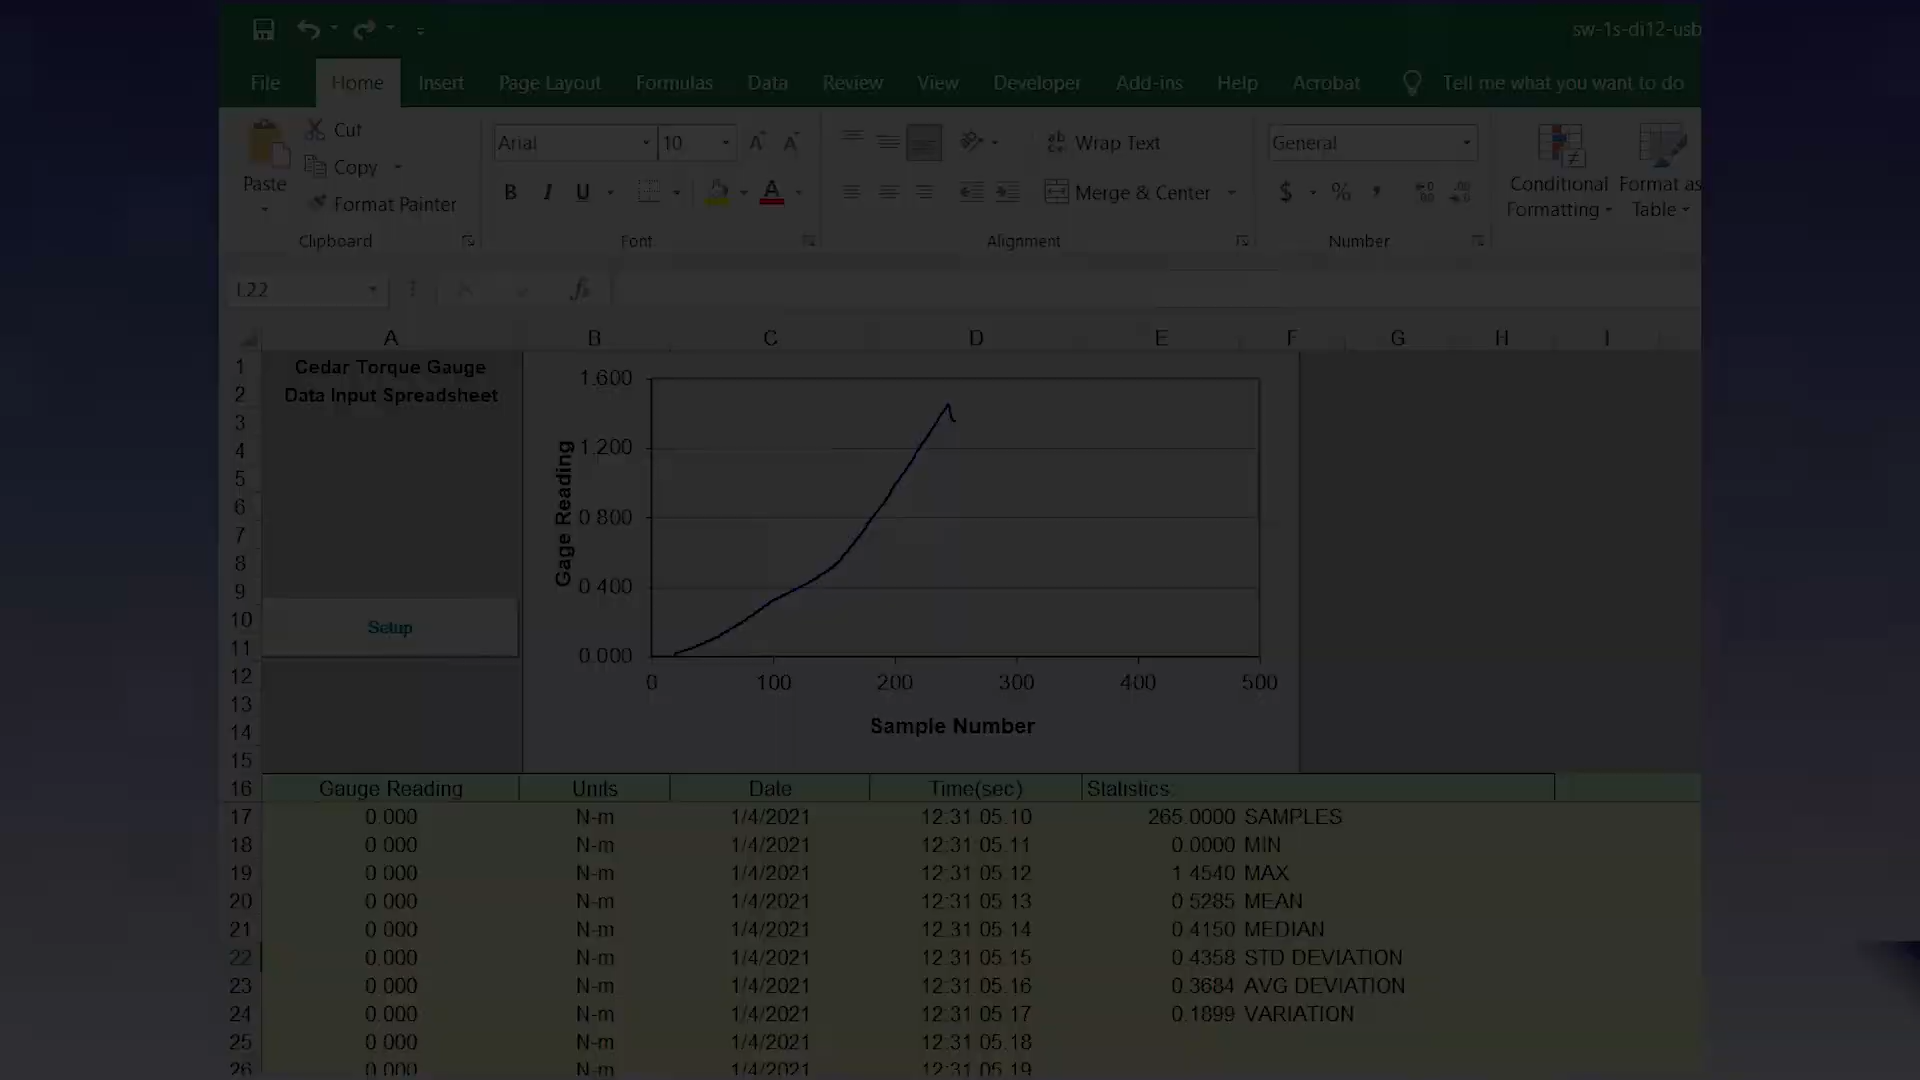 sw-1s-di12-usb
File Home Insert Page Layout Formulas Data Review View Developer Add-ins Help Acrobat Tell me what you want to do
Paste
Cut
Copy
Format Painter
Clipboard
Arial 10
B I U A
Font
Wrap Text
Merge & Center
Alignment
General
$ % ,
Number
Conditional Formatting
Format as Table
L22 fx
A B C D E F G H I
1 Cedar Torque Gauge
2 Data Input Spreadsheet
3
4
5
6
7
8
9
10
11
12
13
14
15
Setup
Gage Reading
1.600
1.200
0.800
0.400
0.000
0 100 200 300 400 500
Sample Number
16 Gauge Reading Units Date Time(sec) Statistics:
17 0.000 N-m 1/4/2021 12:31:05.10 265.0000 SAMPLES
18 0.000 N-m 1/4/2021 12:31:05.11 0.0000 MIN
19 0.000 N-m 1/4/2021 12:31:05.12 1.4540 MAX
20 0.000 N-m 1/4/2021 12:31:05.13 0.5285 MEAN
21 0.000 N-m 1/4/2021 12:31:05.14 0.4150 MEDIAN
22 0.000 N-m 1/4/2021 12:31:05.15 0.4358 STD DEVIATION
23 0.000 N-m 1/4/2021 12:31:05.16 0.3684 AVG DEVIATION
24 0.000 N-m 1/4/2021 12:31:05.17 0.1899 VARIATION
25 0.000 N-m 1/4/2021 12:31:05.18
26 0.000 N-m 1/4/2021 12:31:05.19